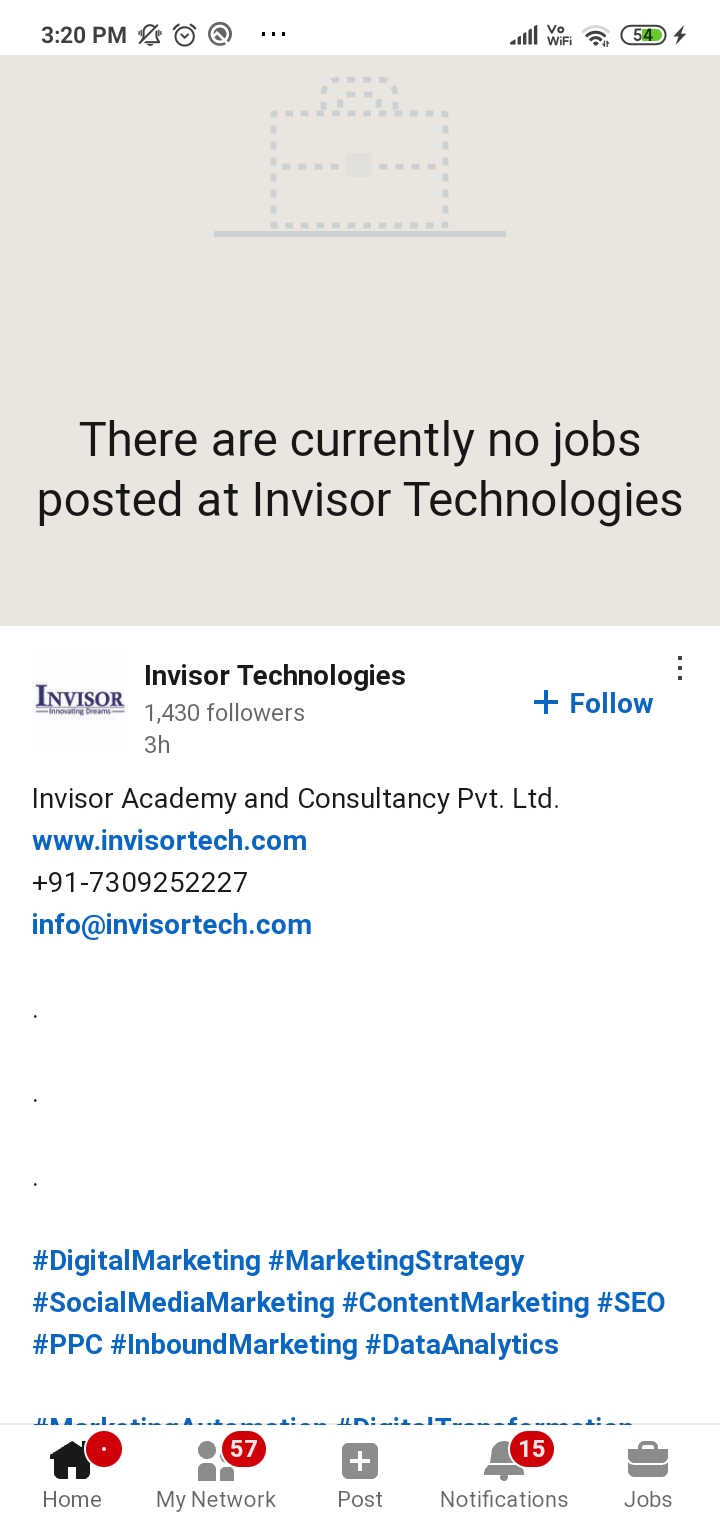 3:20 PM
Vo
WiFi
54
There are currently no jobs
posted at Invisor Technologies
INVISOR
Innovating Dreams
Invisor Technologies
1,430 followers
3h
+ Follow
Invisor Academy and Consultancy Pvt. Ltd.
www.invisortech.com
+91-7309252227
info@invisortech.com
.
.
.
#DigitalMarketing #MarketingStrategy
#SocialMediaMarketing #ContentMarketing #SEO
#PPC #InboundMarketing #DataAnalytics
#MarketingAutomation #DigitalTransformation
57
15
Home
My Network
Post
Notifications
Jobs